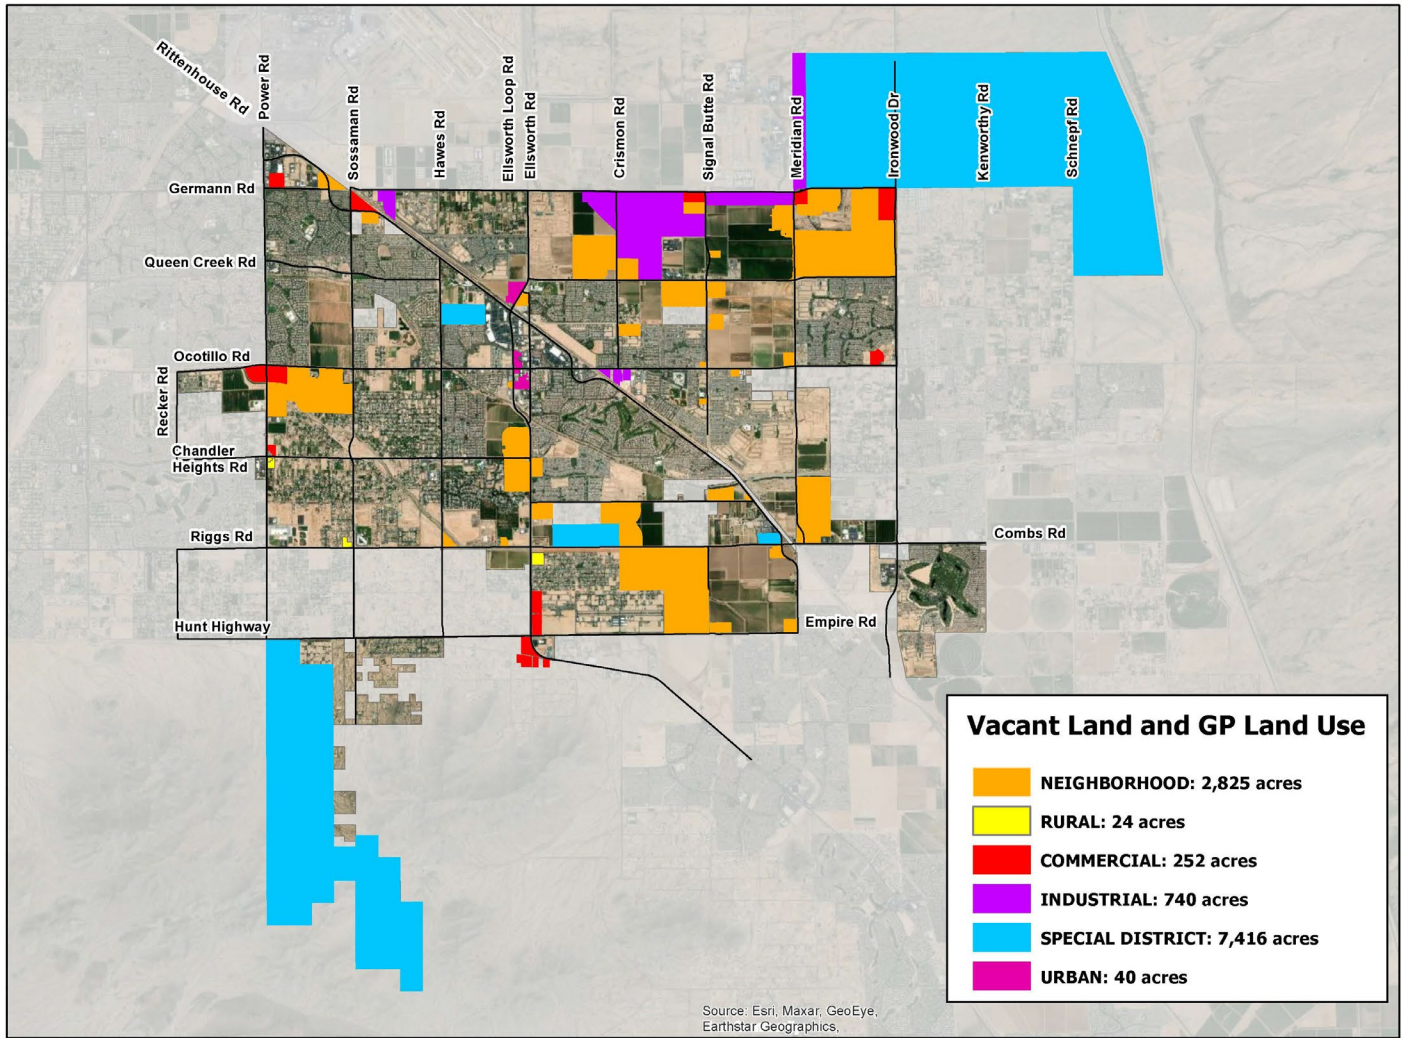 Rittenhouse Rd
Power Rd
Sossaman Rd
Hawes Rd
Ellsworth Loop Rd
Ellsworth Rd
Crismon Rd
Signal Butte Rd
Meridian Rd
Ironwood Dr
Kenworthy Rd
Schnepf Rd
Germann Rd
Queen Creek Rd
Ocotillo Rd
Recker Rd
Chandler
Heights Rd
Riggs Rd
Combs Rd
Hunt Highway
Empire Rd
Vacant Land and GP Land Use
NEIGHBORHOOD: 2,825 acres
RURAL: 24 acres
COMMERCIAL: 252 acres
INDUSTRIAL: 740 acres
SPECIAL DISTRICT: 7,416 acres
URBAN: 40 acres
Source: Esri, Maxar, GeoEye,
Earthstar Geographics,